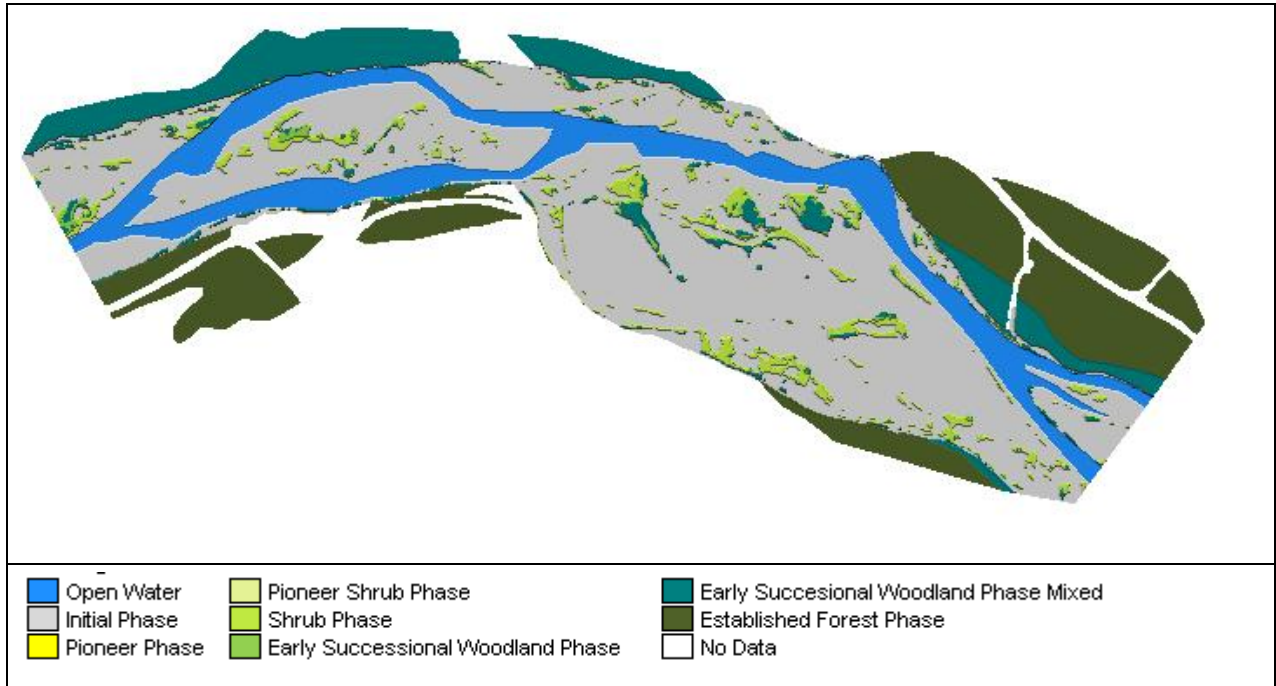 Open Water
Initial Phase
Pioneer Phase
Pioneer Shrub Phase
Shrub Phase
Early Successional Woodland Phase
Early Succesional Woodland Phase Mixed
Established Forest Phase
No Data